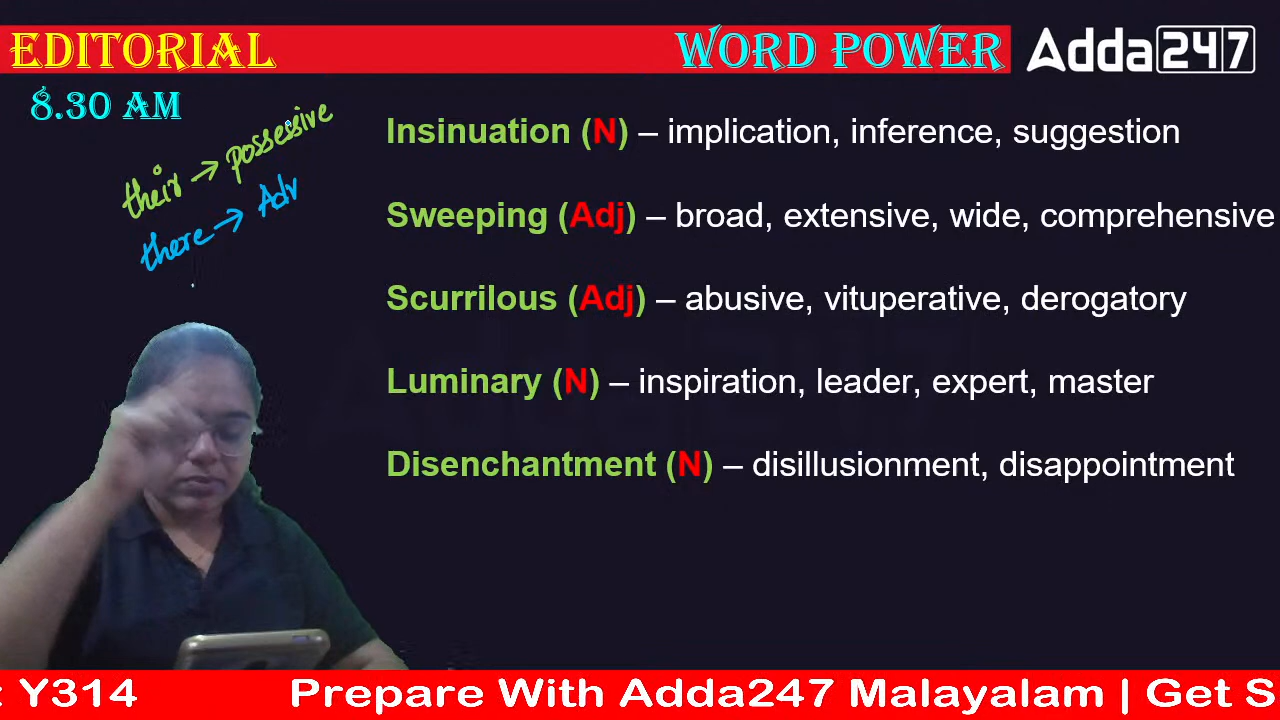 EDITORIAL
WORD POWER
Adda247
8.30 AM
their → possessive
there → Adv
Insinuation (N) – implication, inference, suggestion
Sweeping (Adj) – broad, extensive, wide, comprehensive
Scurrilous (Adj) – abusive, vituperative, derogatory
Luminary (N) – inspiration, leader, expert, master
Disenchantment (N) – disillusionment, disappointment
: Y314 Prepare With Adda247 Malayalam | Get S